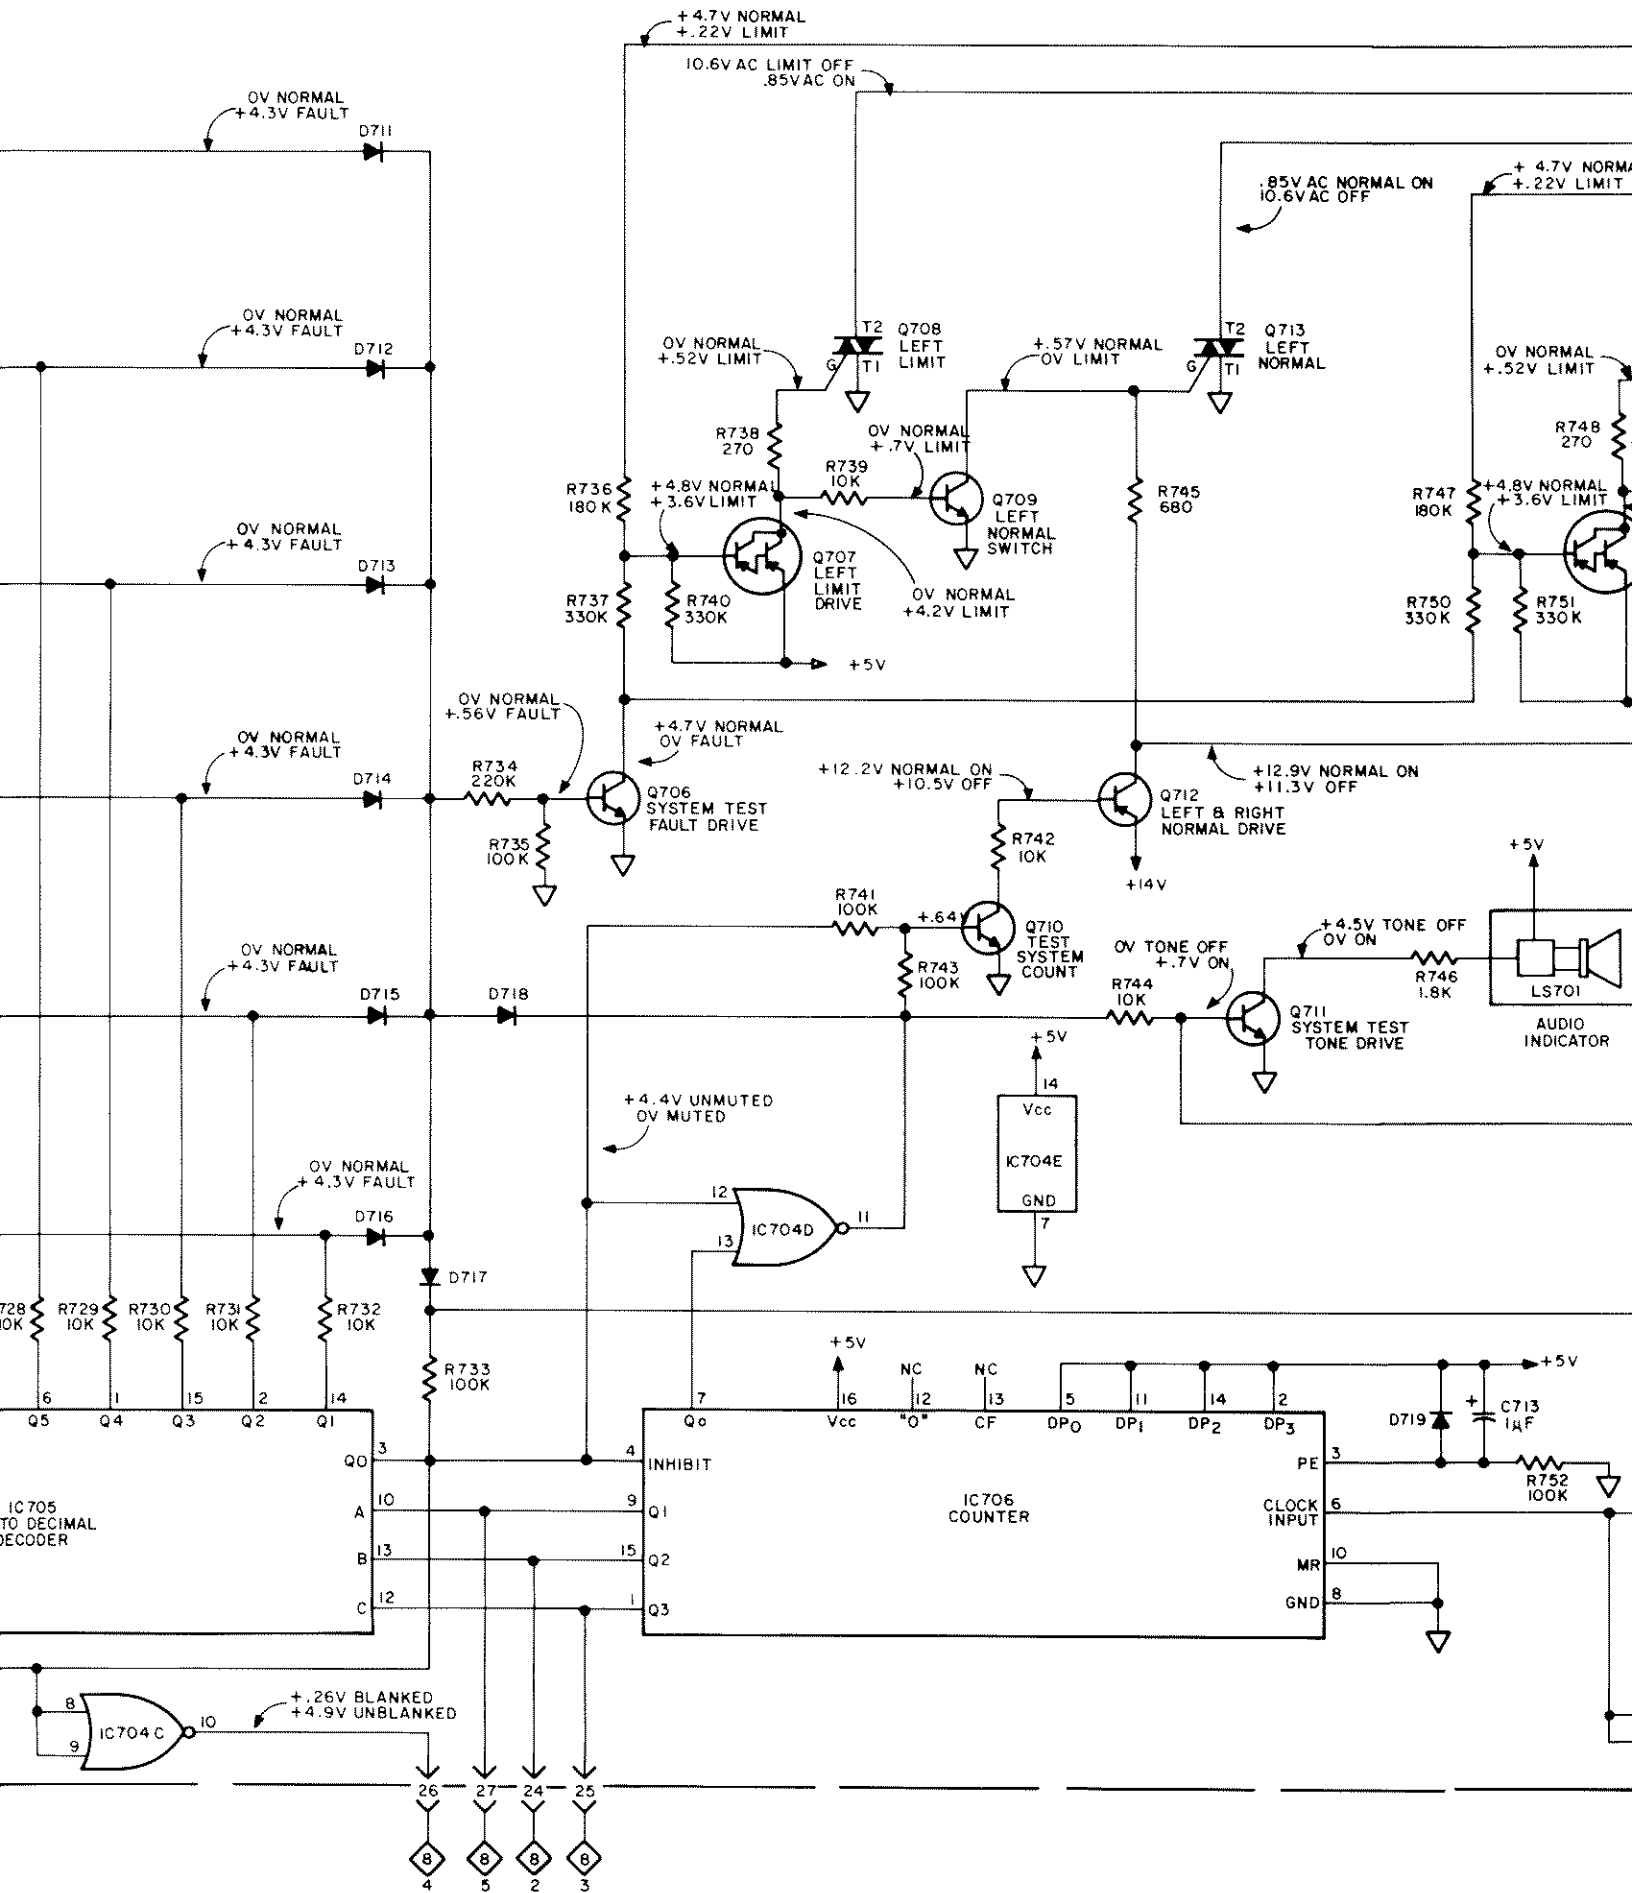 +4.7V NORMAL
+.22V LIMIT
10.6V AC LIMIT OFF
.85VAC ON
0V NORMAL
+4.3V FAULT
D711
+ 4.7V NORMA
+.22V LIMIT
.85V AC NORMAL ON
10.6VAC OFF
0V NORMAL
+4.3V FAULT
D712
0V NORMAL
+.52V LIMIT
T2
G
T1
Q708
LEFT
LIMIT
+.57V NORMAL
0V LIMIT
T2
G
T1
Q713
LEFT
NORMAL
0V NORMAL
+.52V LIMIT
R738
270
0V NORMAL
+.7V LIMIT
R748
270
R739
10K
R736
180K
+4.8V NORMAL
+3.6V LIMIT
Q709
LEFT
NORMAL
SWITCH
R745
680
R747
180K
+4.8V NORMAL
+3.6V LIMIT
0V NORMAL
+4.3V FAULT
D713
Q707
LEFT
LIMIT
DRIVE
0V NORMAL
+4.2V LIMIT
R737
330K
R740
330K
R750
330K
R751
330K
+5V
0V NORMAL
+.56V FAULT
+4.7V NORMAL
0V FAULT
0V NORMAL
+4.3V FAULT
D714
R734
220K
Q706
SYSTEM TEST
FAULT DRIVE
R735
100K
+12.2V NORMAL ON
+10.5V OFF
+12.9V NORMAL ON
+11.3V OFF
Q712
LEFT & RIGHT
NORMAL DRIVE
R742
10K
+14V
+5V
R741
100K
+.64V
Q710
TEST
SYSTEM
COUNT
R743
100K
0V TONE OFF
+.7V ON
+4.5V TONE OFF
0V ON
R746
1.8K
LS701
AUDIO
INDICATOR
0V NORMAL
+4.3V FAULT
D715
D718
R744
10K
Q711
SYSTEM TEST
TONE DRIVE
+5V
14
Vcc
IC704E
GND
7
+4.4V UNMUTED
0V MUTED
0V NORMAL
+4.3V FAULT
D716
12
13
IC704D
11
D717
728
10K
R729
10K
R730
10K
R731
10K
R732
10K
R733
100K
+5V
NC
NC
+5V
6
1
15
2
14
7
16
12
13
5
11
14
2
Q5
Q4
Q3
Q2
Q1
Qo
Vcc
"0"
CF
DP0
DP1
DP2
DP3
D719
+
C713
1µF
Q0
3
4
INHIBIT
PE
3
R752
100K
IC705
TO DECIMAL
DECODER
A
10
9
Q1
IC706
COUNTER
CLOCK
INPUT
6
B
13
15
Q2
MR
10
C
12
1
Q3
GND
8
8
9
IC704C
10
+.26V BLANKED
+4.9V UNBLANKED
26
27
24
25
8
8
8
8
4
5
2
3